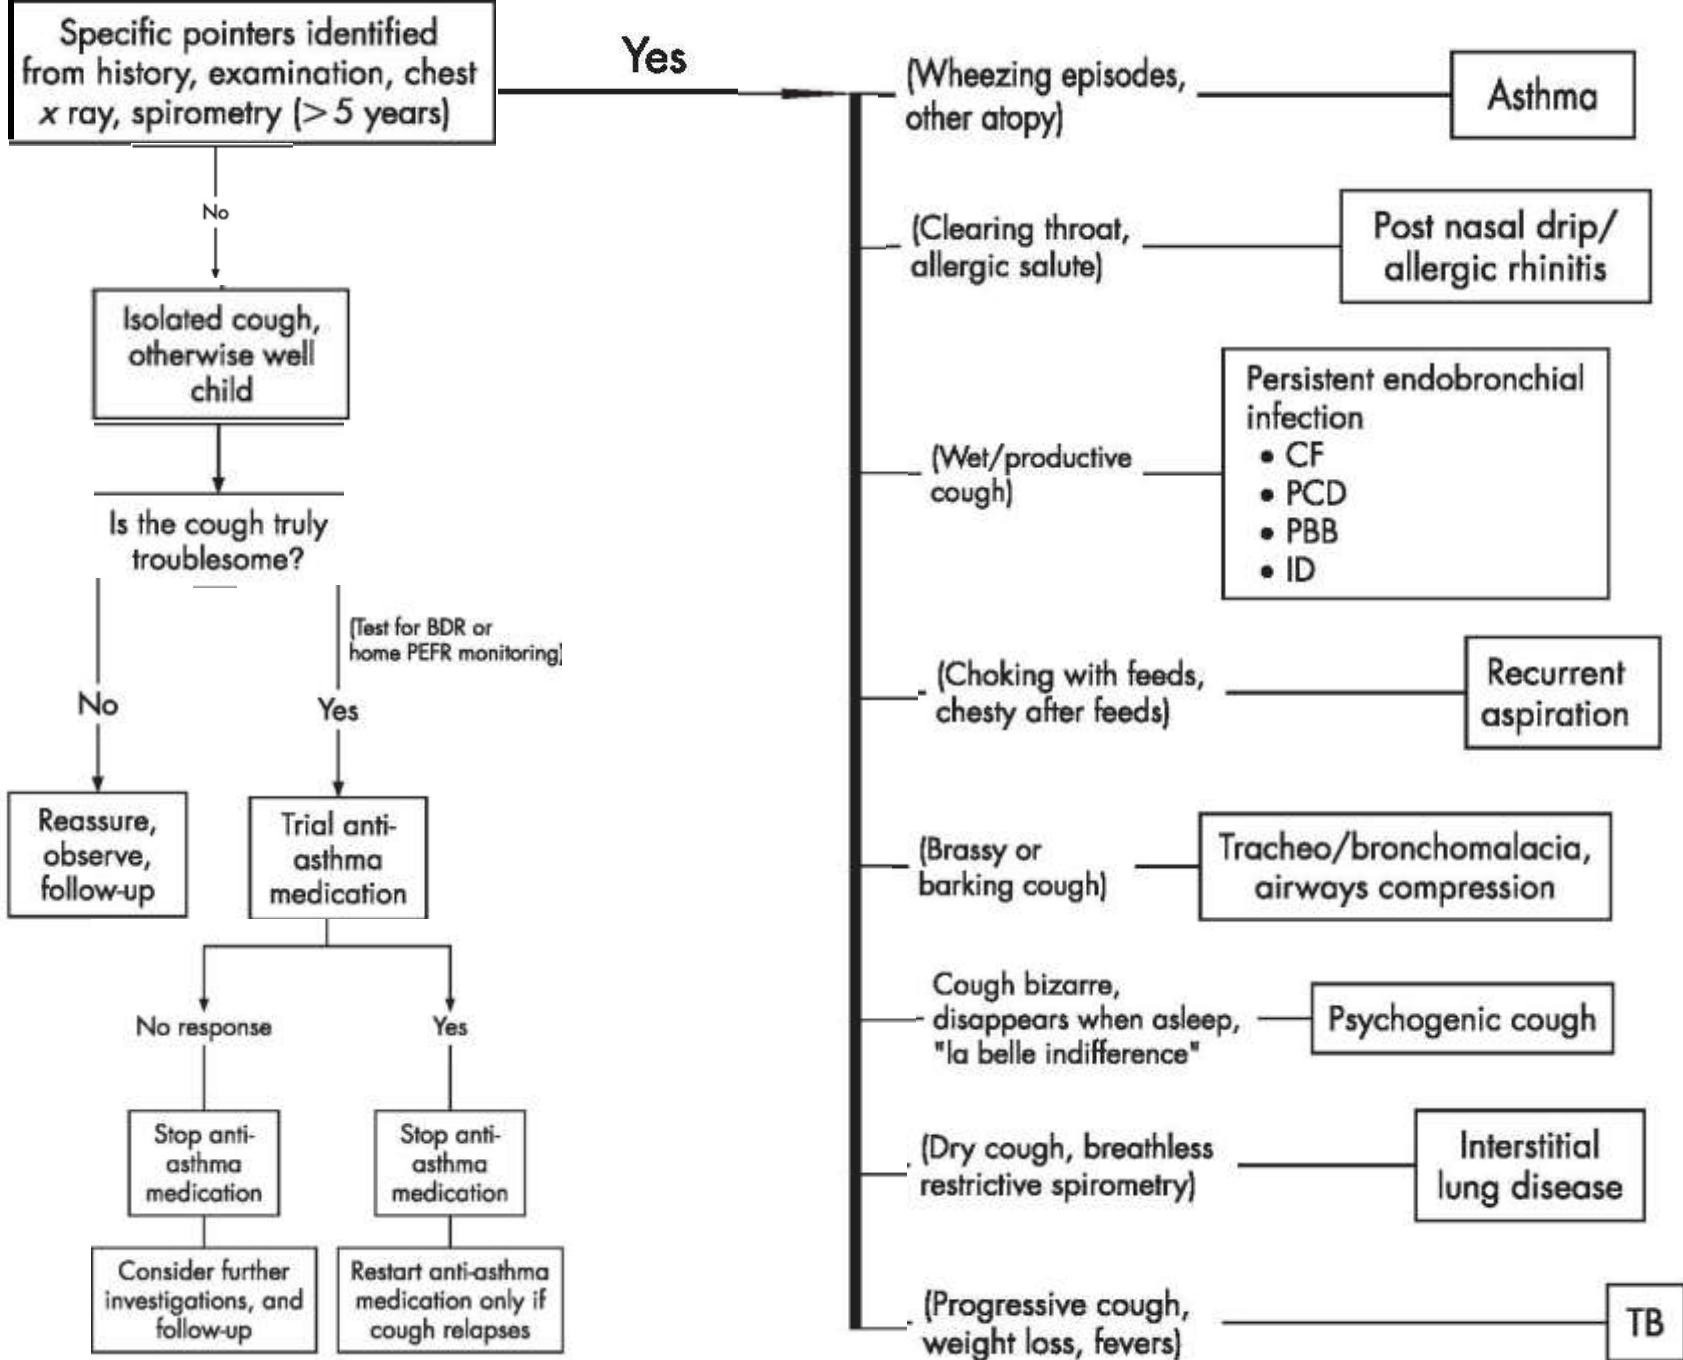 Specific pointers identified
from history, examination, chest
x ray, spirometry (>5 years)
Yes
No
Isolated cough,
otherwise well
child
Is the cough truly
troublesome?
(Test for BDR or
home PEFR monitoring)
No
Yes
Reassure,
observe,
follow-up
Trial anti-
asthma
medication
No response
Yes
Stop anti-
asthma
medication
Stop anti-
asthma
medication
Consider further
investigations, and
follow-up
Restart anti-asthma
medication only if
cough relapses
(Wheezing episodes,
other atopy)
Asthma
(Clearing throat,
allergic salute)
Post nasal drip/
allergic rhinitis
(Wet/productive
cough)
Persistent endobronchial
infection
• CF
• PCD
• PBB
• ID
(Choking with feeds,
chesty after feeds)
Recurrent
aspiration
(Brassy or
barking cough)
Tracheo/bronchomalacia,
airways compression
Cough bizarre,
disappears when asleep,
"la belle indifference"
Psychogenic cough
(Dry cough, breathless
restrictive spirometry)
Interstitial
lung disease
(Progressive cough,
weight loss, fevers)
TB